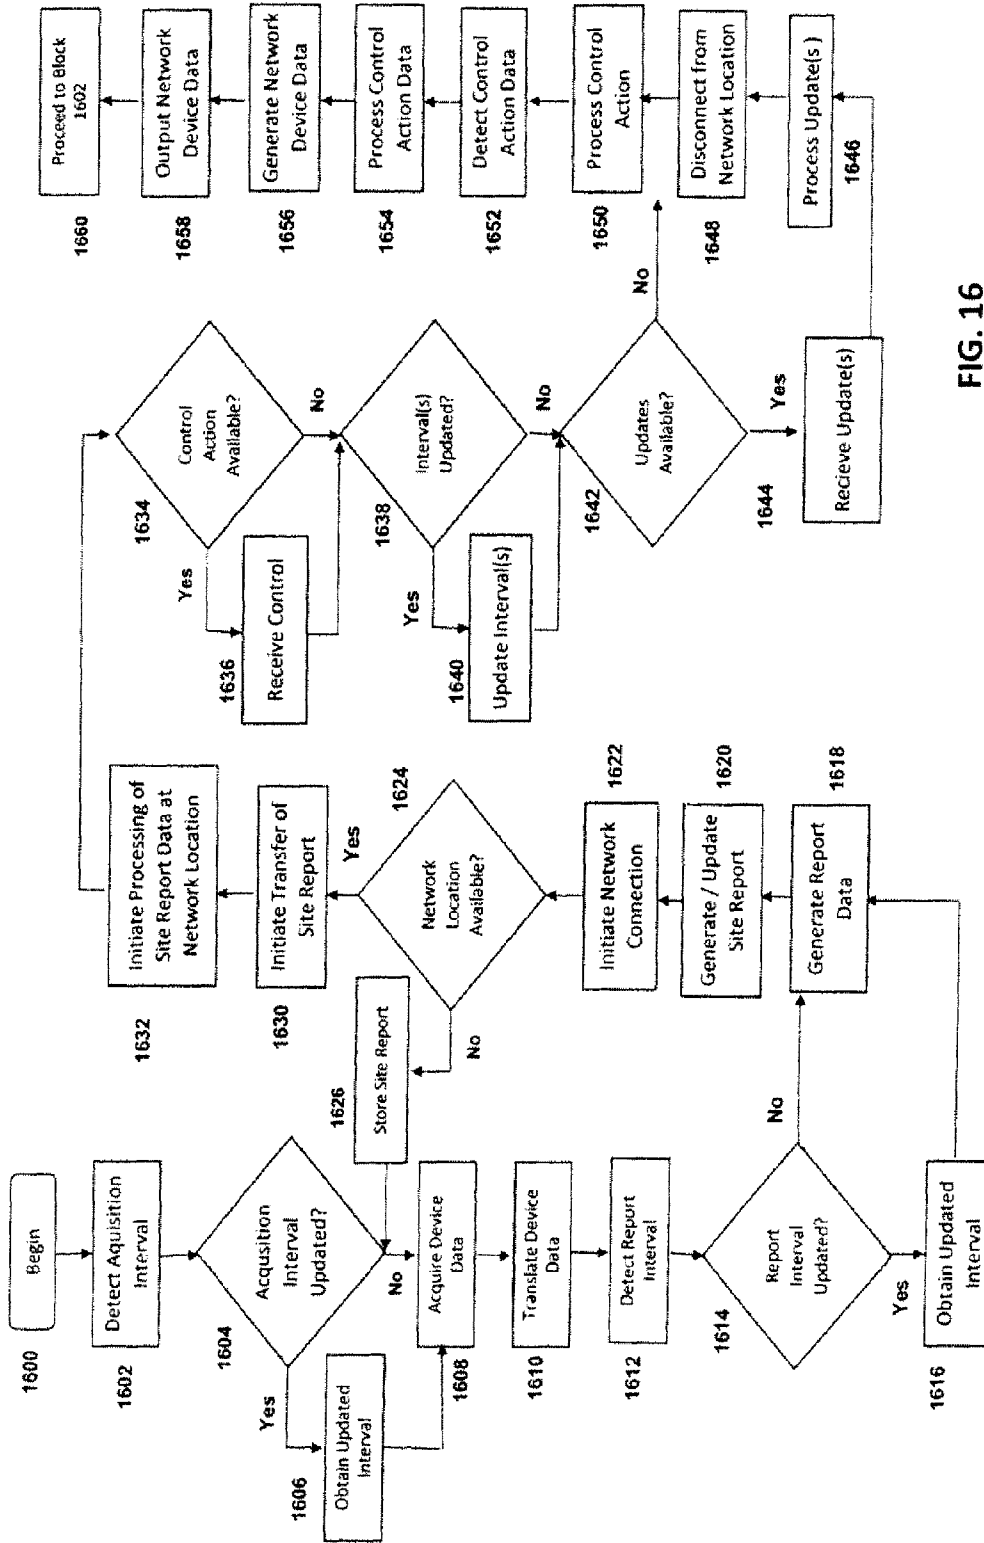 1600
Begin
1602
Detect Aquisition
Interval
1604
Acqusition
Interval
Updated?
Yes
No
1606
Obtain Updated
Interval
1608
Acquire Device
Data
1610
Translate Device
Data
1612
Detect Report
Interval
1614
Report
Interval
Updated?
Yes
No
1616
Obtain Updated
Interval
1618
Generate Report
Data
1620
Generate / Update
Site Report
1622
Initiate Network
Connection
1624
Network
Location
Available?
Yes
No
1626
Store Site Report
1630
Initiate Transfer of
Site Report
1632
Initiate Processing of
Site Report Data at
Network Location
1634
Control
Action
Available?
Yes
No
1636
Receive Control
1638
Interval(s)
Updated?
Yes
No
1640
Update Interval(s)
1642
Updates
Available?
Yes
No
1644
Recieve Update(s)
1646
Process Update(s)
1648
Disconnect from
Network Location
1650
Process Control
Action
1652
Detect Control
Action Data
1654
Process Control
Action Data
1656
Generate Network
Device Data
1658
Output Network
Device Data
1660
Proceed to Block
1602
FIG. 16